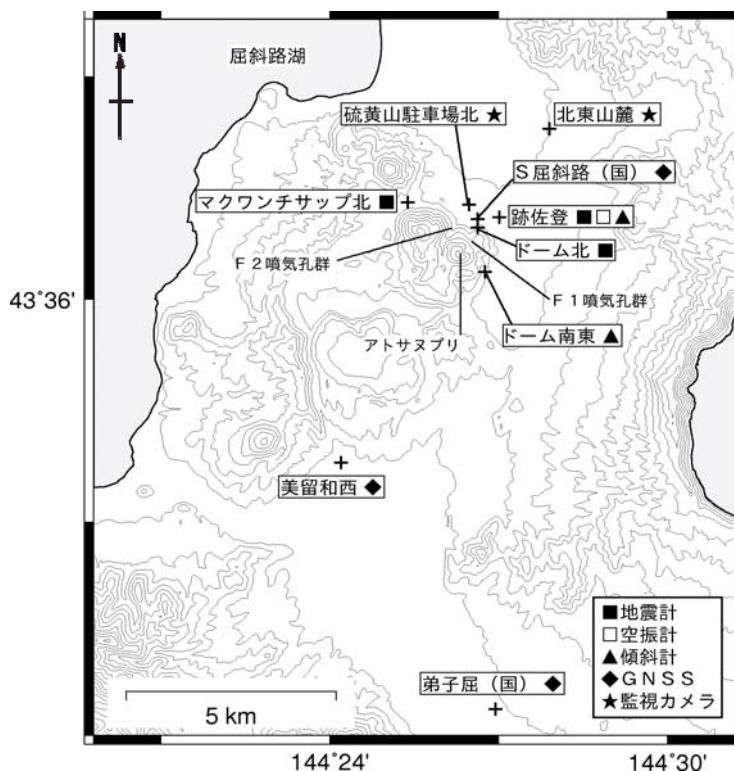 N
屈斜路湖
硫黄山駐車場北 ★
北東山麓 ★
S屈斜路（国） ◆
マクワンチサップ北 ■
跡佐登 ■ □ ▲
ドーム北 ■
F2噴気孔群
F1噴気孔群
43°36'
アトサヌプリ
ドーム南東 ▲
美留和西 ◆
■地震計
□空振計
▲傾斜計
◆GNSS
★監視カメラ
弟子屈（国） ◆
5 km
144°24'
144°30'